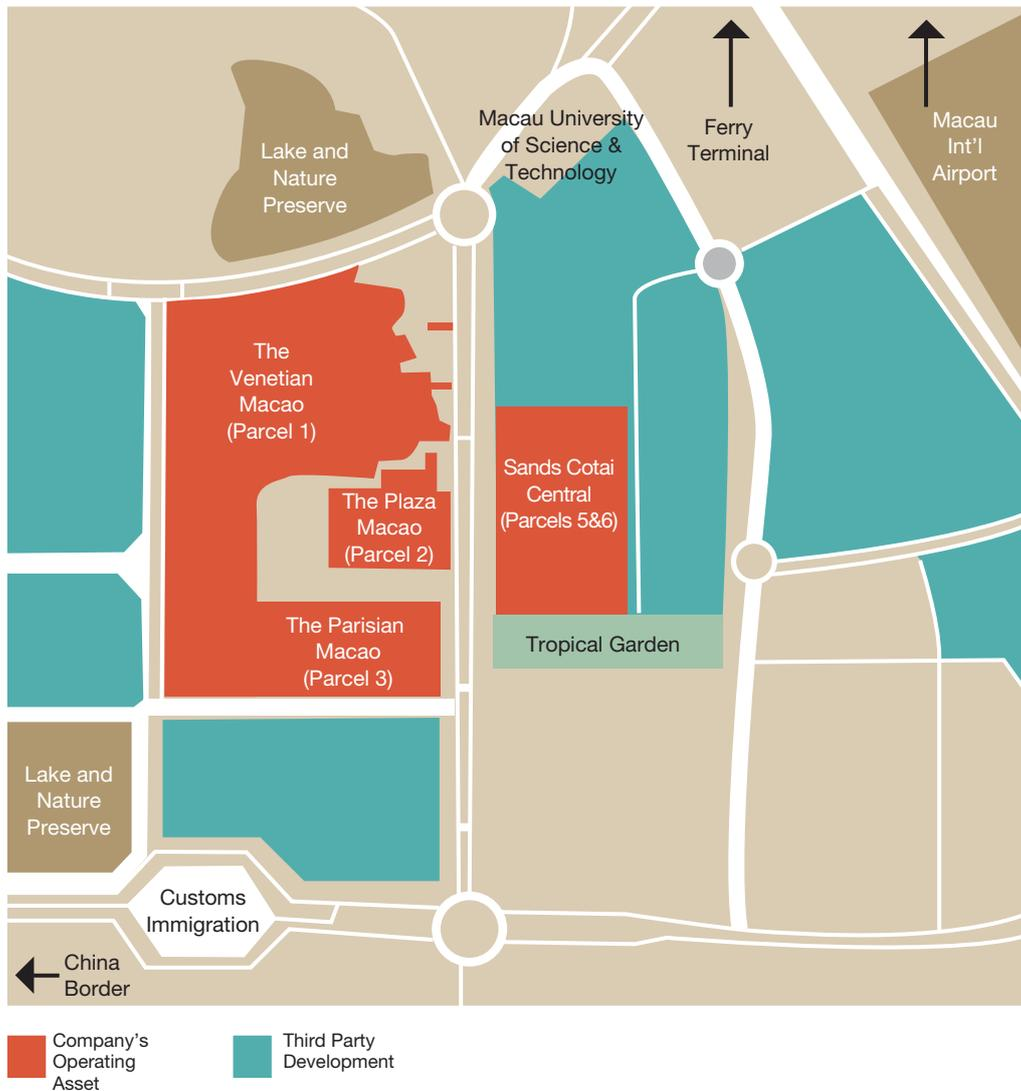 Macau University
of Science &
Technology
Ferry
Terminal
Macau
Int’l
Airport
Lake and
Nature
Preserve
The
Venetian
Macao
(Parcel 1)
Sands Cotai
Central
(Parcels 5&6)
The Plaza
Macao
(Parcel 2)
The Parisian
Macao
(Parcel 3)
Tropical Garden
Lake and
Nature
Preserve
Customs
Immigration
China
Border
Company’s
Operating
Asset
Third Party
Development